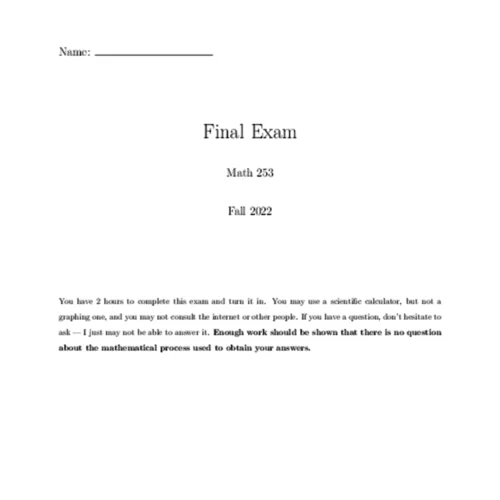 Name:
Final Exam
Math 253
Fall 2022
You have 2 hours to complete this exam and turn it in. You may use a scientific calculator, but not a
graphing one, and you may not consult the internet or other people. If you have a question, don't hesitate to
ask — I just may not be able to answer it. Enough work should be shown that there is no question
about the mathematical process used to obtain your answers.